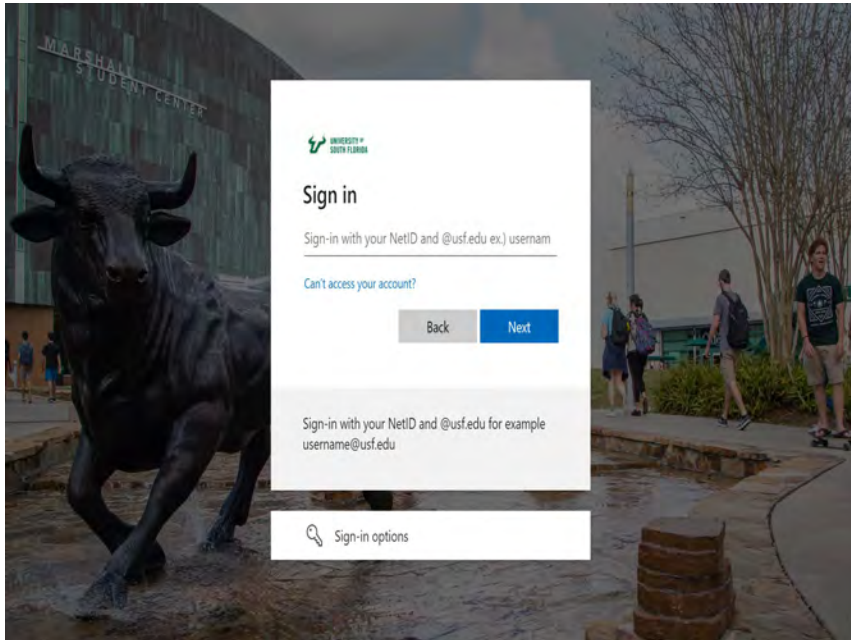 MARSHALL
STUDENT CENTER
UNIVERSITY of
SOUTH FLORIDA
Sign in
Sign-in with your NetID and @usf.edu ex.) usernam
Can't access your account?
Back
Next
Sign-in with your NetID and @usf.edu for example
username@usf.edu
Sign-in options